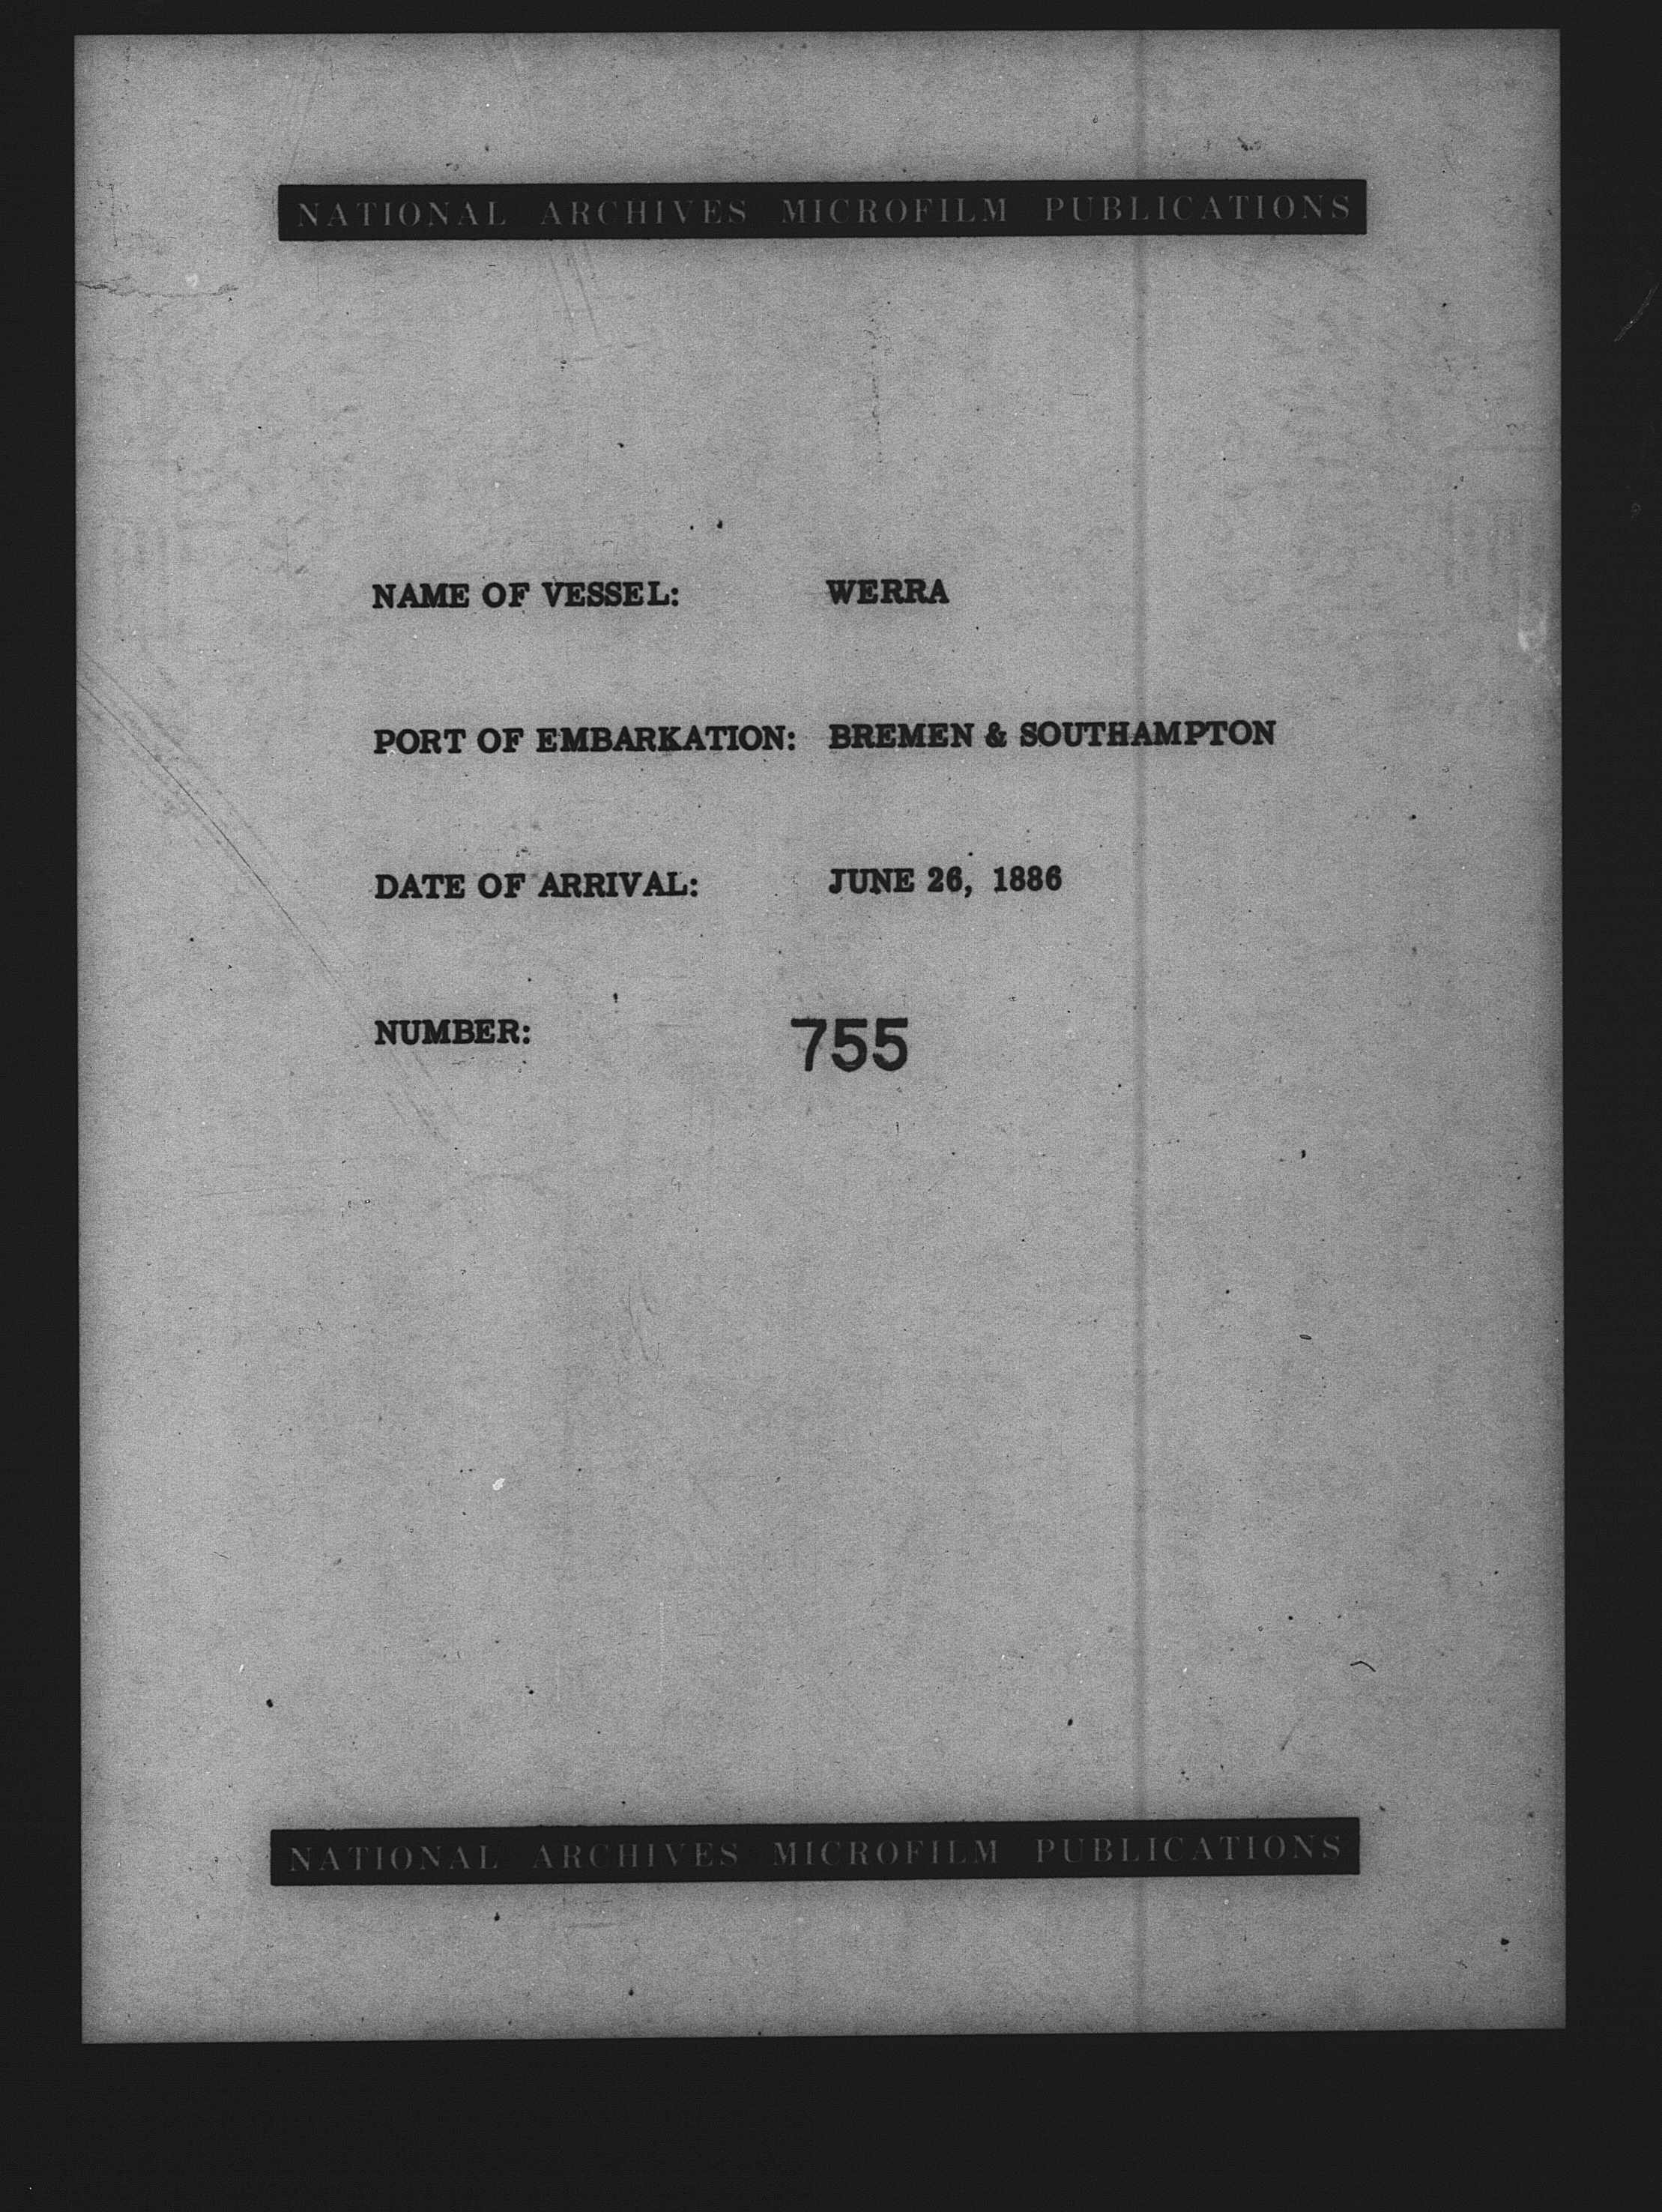 NATIONAL ARCHIVES MICROFILM PUBLICATIONS
NAME OF VESSEL: WERRA
PORT OF EMBARKATION: BREMEN & SOUTHAMPTON
DATE OF ARRIVAL: JUNE 26, 1886
NUMBER: 755
NATIONAL ARCHIVES MICROFILM PUBLICATIONS